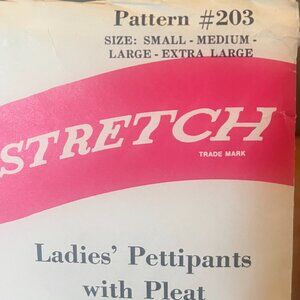 Pattern #203
SIZE: SMALL - MEDIUM -
LARGE - EXTRA LARGE
STRETCH
TRADE MARK
Ladies' Pettipants
with Pleat